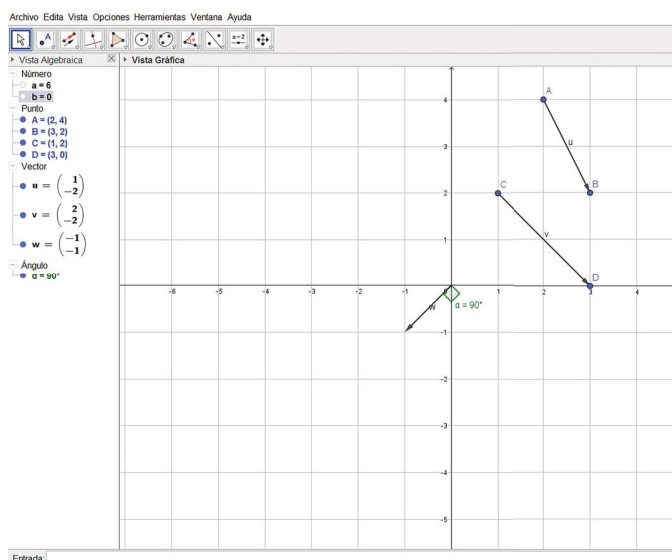 Archivo Edita Vista Opciones Herramientas Ventana Ayuda
a=2
Vista Algebraica
Vista Gráfica
Número
a = 6
b = 0
Punto
A = (2, 4)
B = (3, 2)
C = (1, 2)
D = (3, 0)
Vector
u = ( 1
−2 )
v = ( 2
−2 )
w = ( −1
−1 )
Ángulo
α = 90°
A
u
B
C
v
D
w
α = 90°
4
3
2
1
-6 -5 -4 -3 -2 -1 0 1 2 3 4
-1
-2
-3
-4
-5
Entrada: